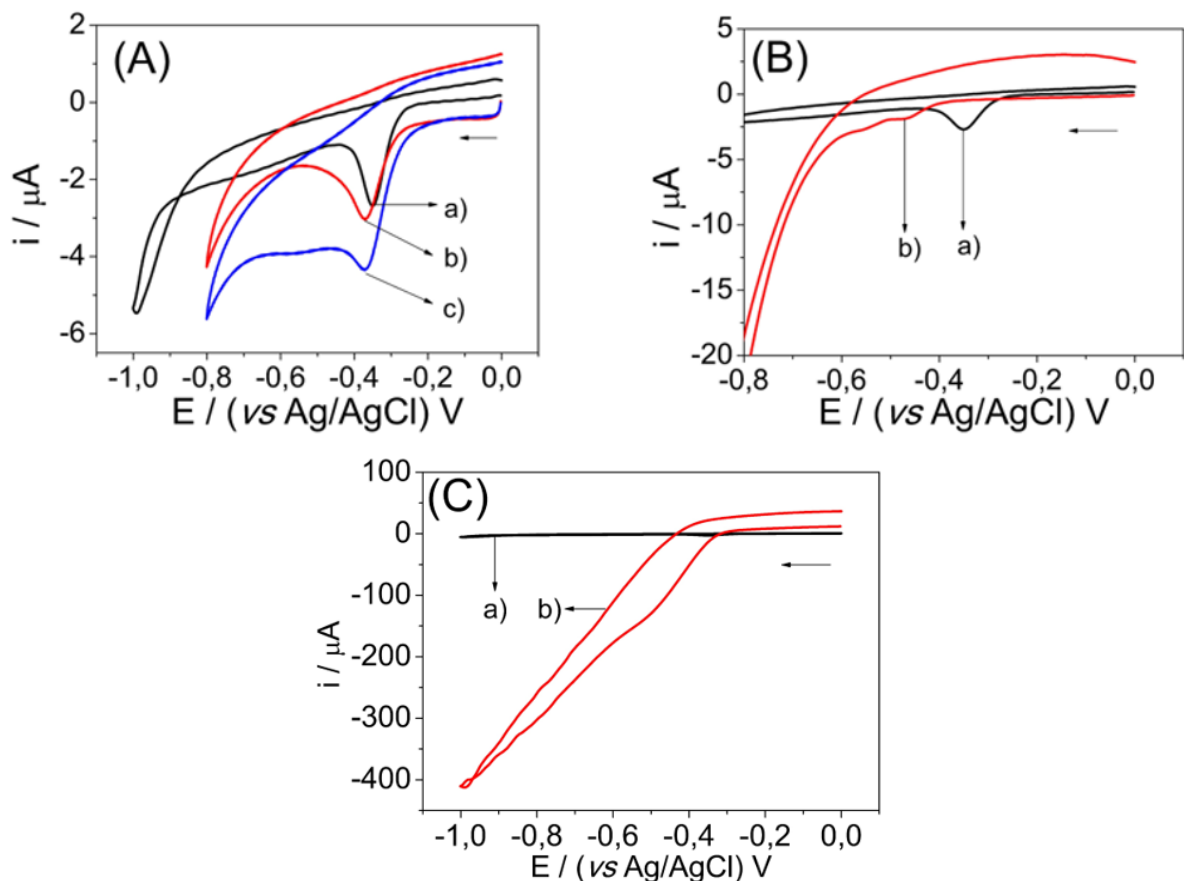 (A)
2
0
-2
-4
-6
i / µA
a)
b)
c)
-1,0 -0,8 -0,6 -0,4 -0,2 0,0
E / (vs Ag/AgCl) V
(B)
5
0
-5
-10
-15
-20
i / µA
b) a)
-0,8 -0,6 -0,4 -0,2 0,0
E / (vs Ag/AgCl) V
(C)
100
0
-100
-200
-300
-400
i / µA
a) b)
-1,0 -0,8 -0,6 -0,4 -0,2 0,0
E / (vs Ag/AgCl) V